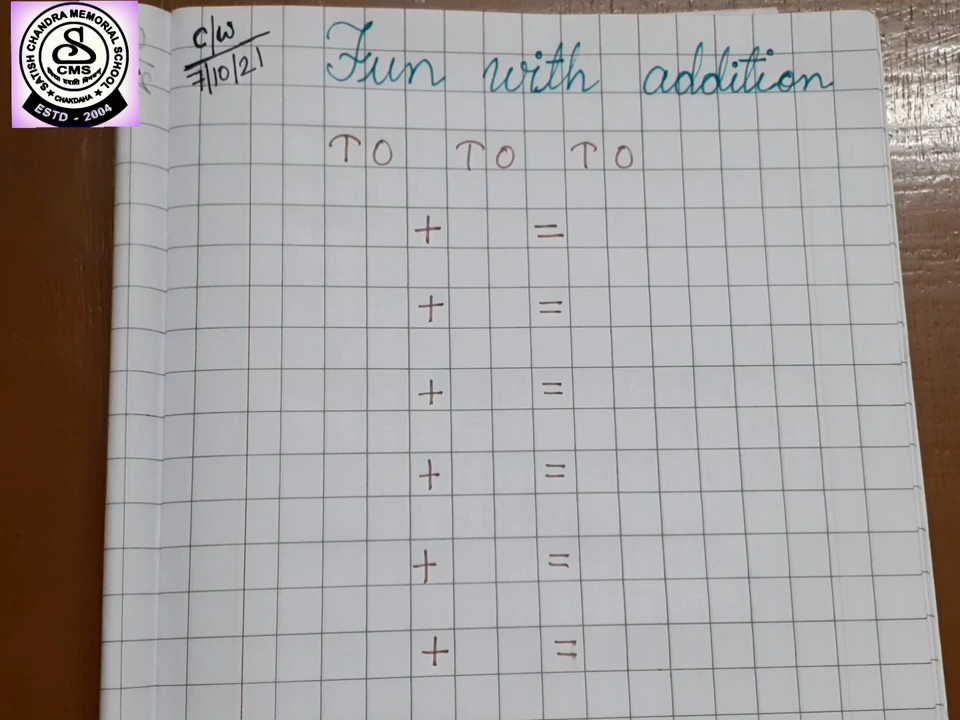 SATISH CHANDRA MEMORIAL SCHOOL
S
CMS
CHAKDAHA
ESTD - 2004
C/W
7/10/21
Fun with addition
T O T O T O
+ =
+ =
+ =
+ =
+ =
+ =